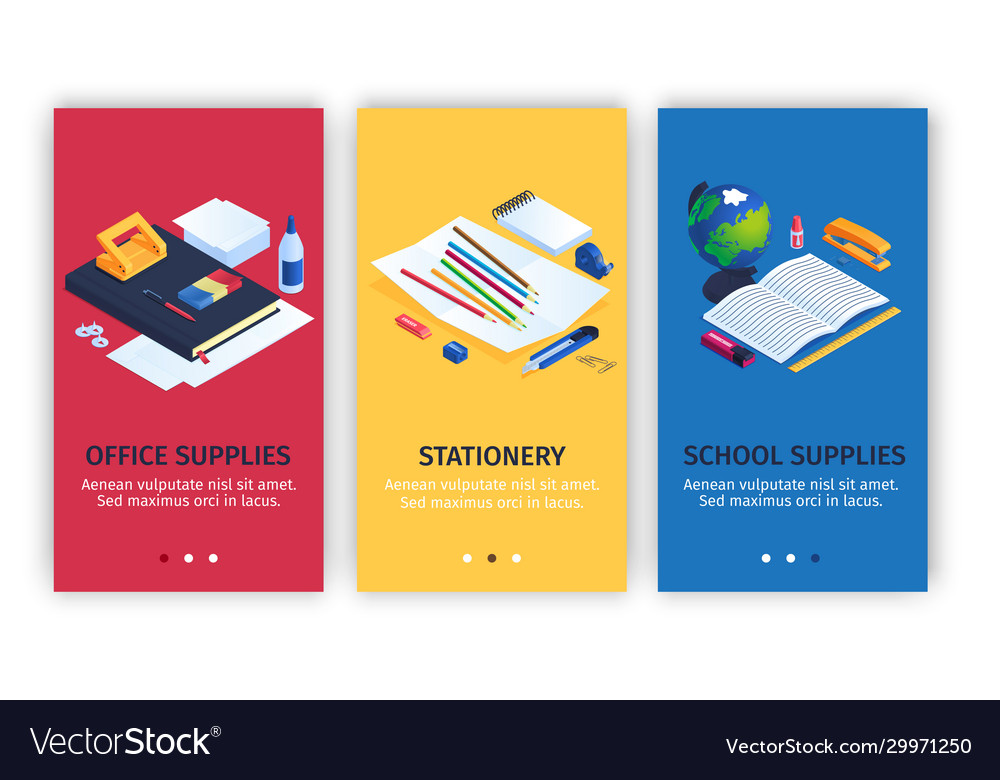 OFFICE SUPPLIES
Aenean vulputate nisl sit amet.
Sed maximus orci in lacus.
STATIONERY
Aenean vulputate nisl sit amet.
Sed maximus orci in lacus.
SCHOOL SUPPLIES
Aenean vulputate nisl sit amet.
Sed maximus orci in lacus.
VectorStock®
VectorStock.com/29971250